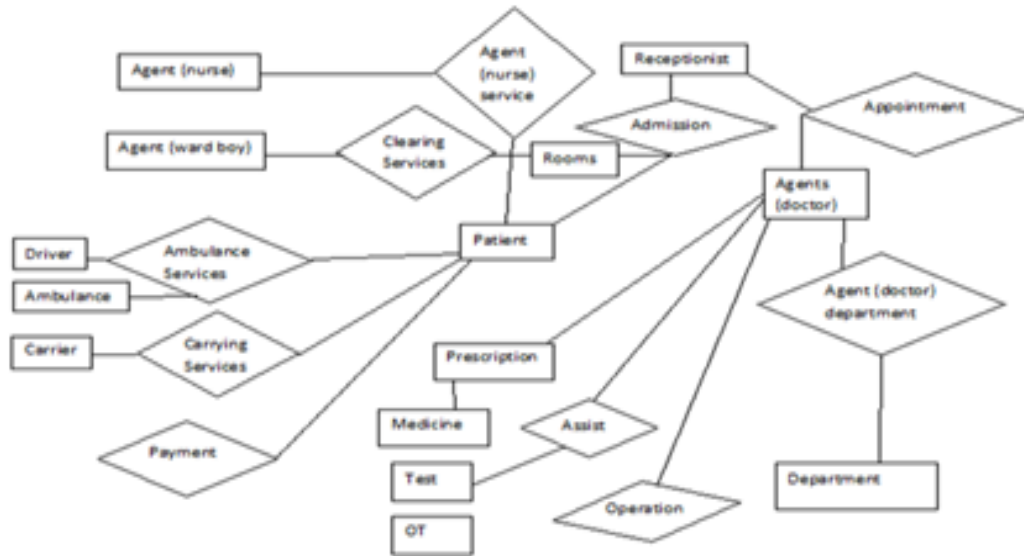 Agent (nurse)
Agent
(nurse)
service
Receptionist
Appointment
Agent (ward boy)
Clearing
Services
Rooms
Admission
Agents
(doctor)
Driver
Ambulance
Services
Patient
Ambulance
Agent (doctor)
department
Carrier
Carrying
Services
Prescription
Medicine
Assist
Payment
Test
Department
OT
Operation